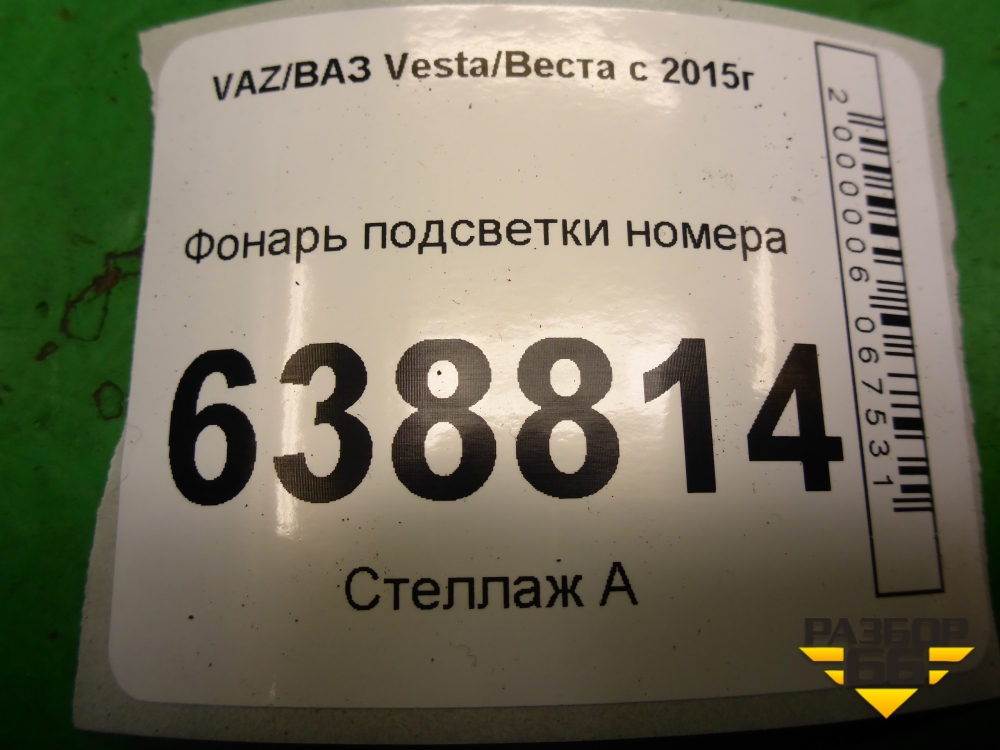 VAZ/ВАЗ Vesta/Веста с 2015г
Фонарь подсветки номера
638814
Стеллаж А
2000006067531
РАЗБОР
66